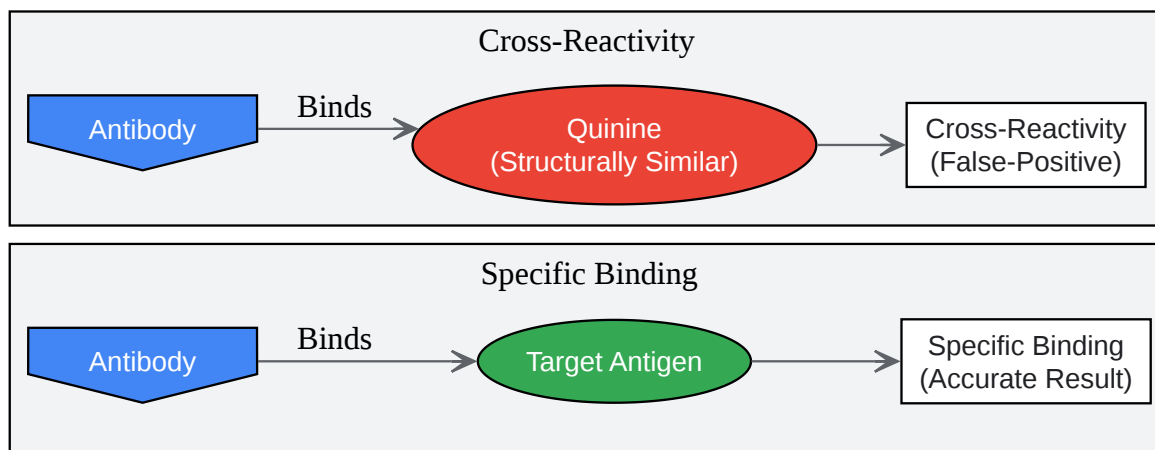 Cross-Reactivity
Antibody
Binds
Quinine
(Structurally Similar)
Cross-Reactivity
(False-Positive)
Specific Binding
Antibody
Binds
Target Antigen
Specific Binding
(Accurate Result)